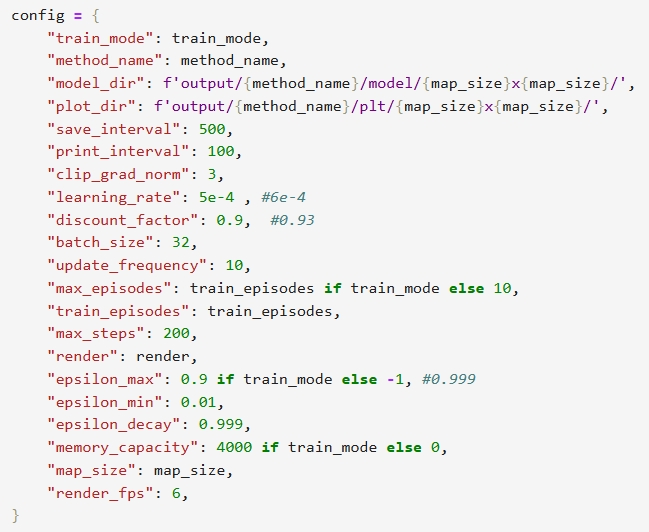 config = {
    "train_mode": train_mode,
    "method_name": method_name,
    "model_dir": f'output/{method_name}/model/{map_size}x{map_size}/',
    "plot_dir": f'output/{method_name}/plt/{map_size}x{map_size}/',
    "save_interval": 500,
    "print_interval": 100,
    "clip_grad_norm": 3,
    "learning_rate": 5e-4 , #6e-4
    "discount_factor": 0.9,  #0.93
    "batch_size": 32,
    "update_frequency": 10,
    "max_episodes": train_episodes if train_mode else 10,
    "train_episodes": train_episodes,
    "max_steps": 200,
    "render": render,
    "epsilon_max": 0.9 if train_mode else -1, #0.999
    "epsilon_min": 0.01,
    "epsilon_decay": 0.999,
    "memory_capacity": 4000 if train_mode else 0,
    "map_size": map_size,
    "render_fps": 6,
}